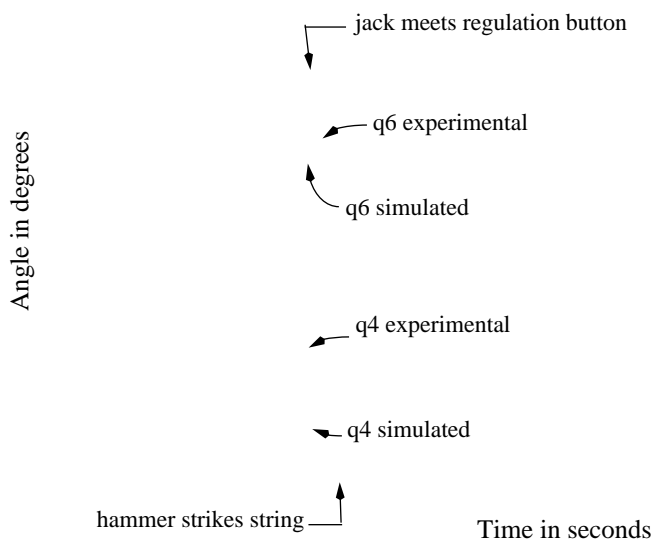 jack meets regulation button
q6 experimental
q6 simulated
Angle in degrees
q4 experimental
q4 simulated
hammer strikes string
Time in seconds